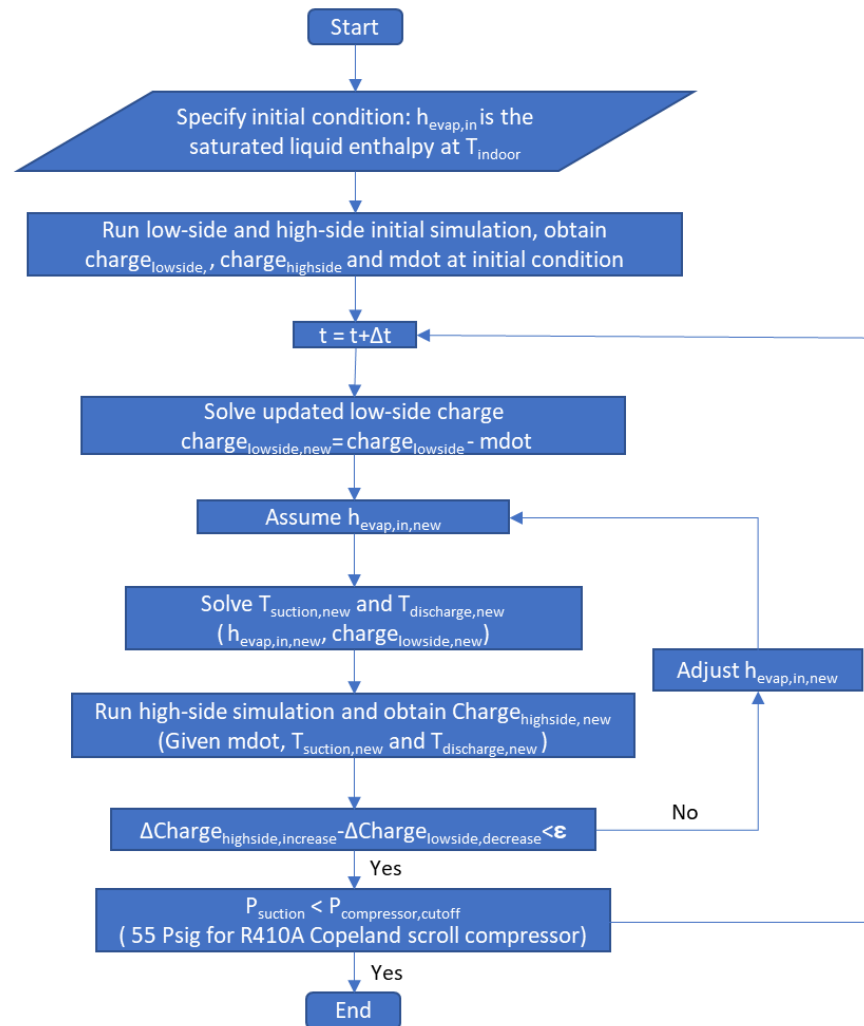 Start
Specify initial condition: hevap,in is the
saturated liquid enthalpy at Tindoor
Run low-side and high-side initial simulation, obtain
chargelowside, , chargehighside and mdot at initial condition
t = t+Δt
Solve updated low-side charge
chargelowside,new=chargelowside - mdot
Assume hevap,in,new
Solve Tsuction,new and Tdischarge,new
( hevap,in,new, chargelowside,new)
Adjust hevap,in,new
Run high-side simulation and obtain Chargehighside, new
(Given mdot, Tsuction,new and Tdischarge,new )
No
ΔChargehighside,increase-ΔChargelowside,decrease<ε
Yes
Psuction < Pcompressor,cutoff
( 55 Psig for R410A Copeland scroll compressor)
Yes
End